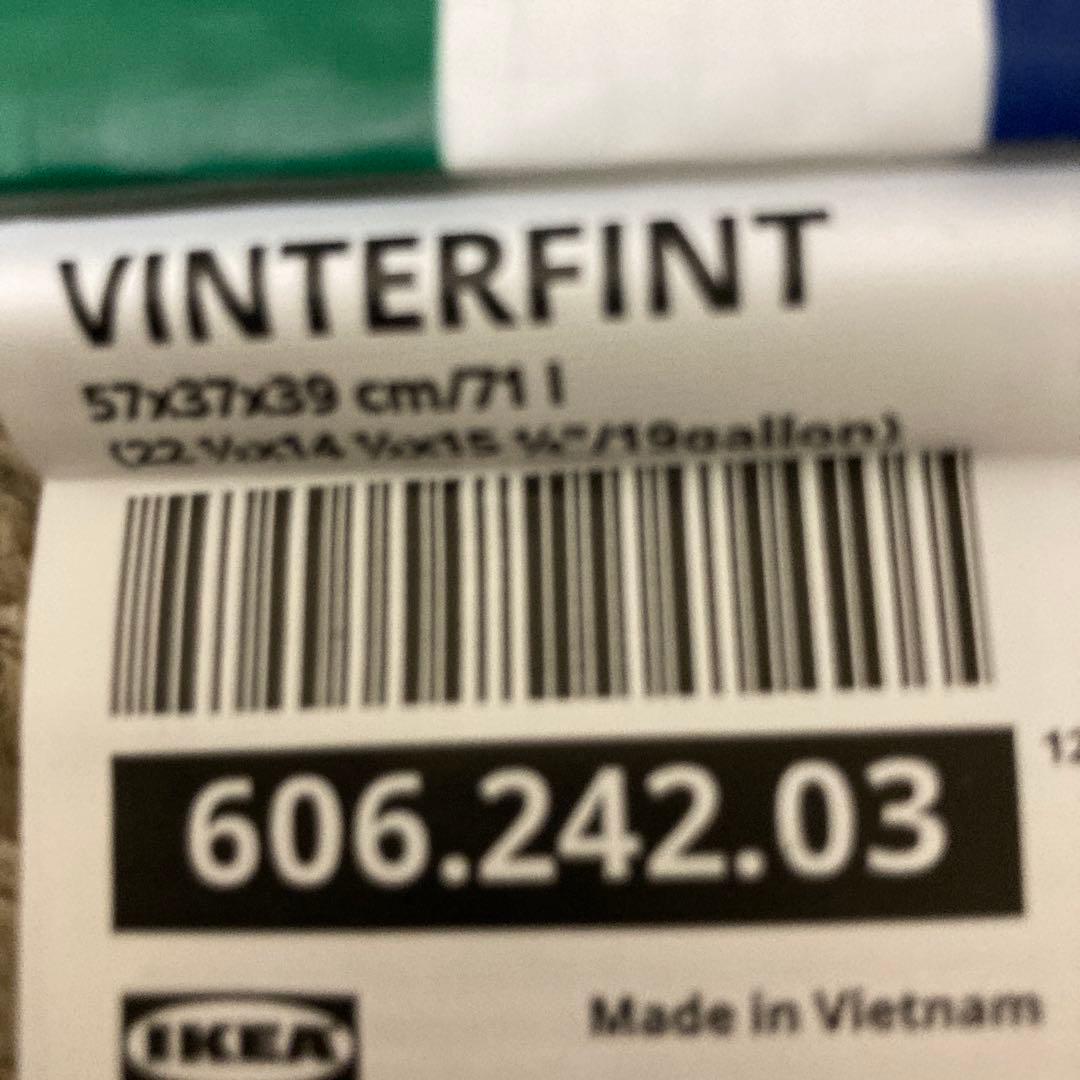 VINTERFINT
57x37x39 cm/71 l
(22 ½x14 ½x15 ¼"/19gallon)
606.242.03
12
IKEA
Made in Vietnam